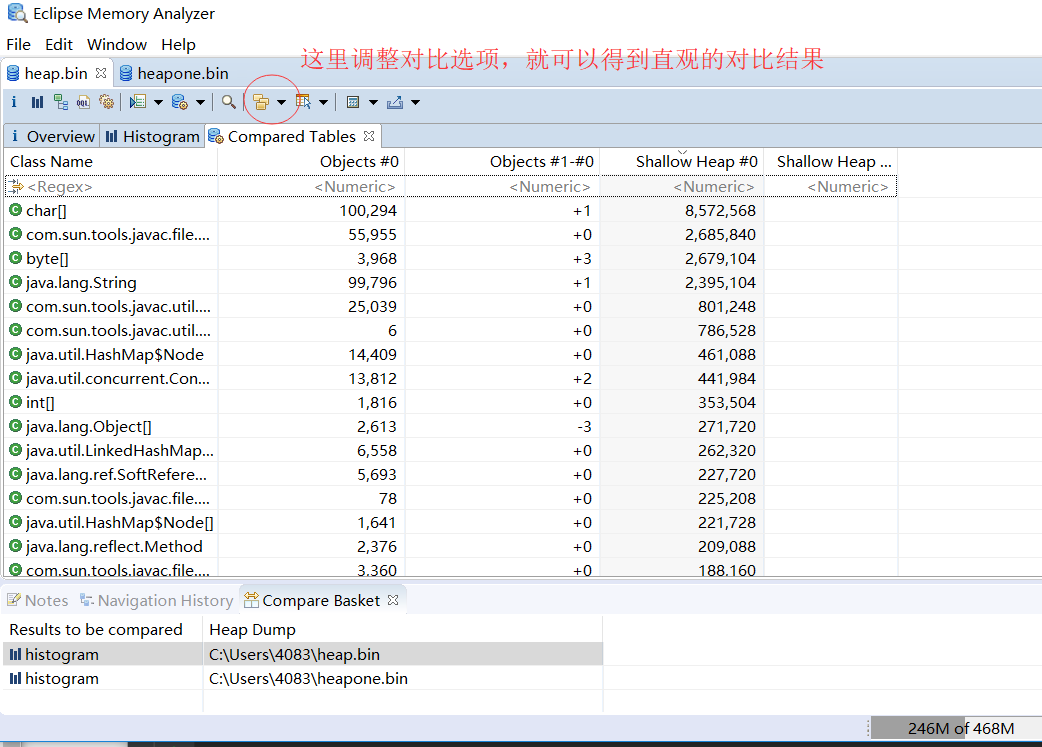 Eclipse Memory Analyzer
File Edit Window Help
这里调整对比选项，就可以得到直观的对比结果
heap.bin heapone.bin
i OQL
i Overview Histogram Compared Tables
Class Name Objects #0 Objects #1-#0 Shallow Heap #0 Shallow Heap ...
<Regex> <Numeric> <Numeric> <Numeric> <Numeric>
char[] 100,294 +1 8,572,568
com.sun.tools.javac.file.... 55,955 +0 2,685,840
byte[] 3,968 +3 2,679,104
java.lang.String 99,796 +1 2,395,104
com.sun.tools.javac.util.... 25,039 +0 801,248
com.sun.tools.javac.util.... 6 +0 786,528
java.util.HashMap$Node 14,409 +0 461,088
java.util.concurrent.Con... 13,812 +2 441,984
int[] 1,816 +0 353,504
java.lang.Object[] 2,613 -3 271,720
java.util.LinkedHashMap... 6,558 +0 262,320
java.lang.ref.SoftRefere... 5,693 +0 227,720
com.sun.tools.javac.file.... 78 +0 225,208
java.util.HashMap$Node[] 1,641 +0 221,728
java.lang.reflect.Method 2,376 +0 209,088
com.sun.tools.javac.file.... 3,360 +0 188,160
Notes Navigation History Compare Basket
Results to be compared Heap Dump
histogram C:\Users\4083\heap.bin
histogram C:\Users\4083\heapone.bin
246M of 468M